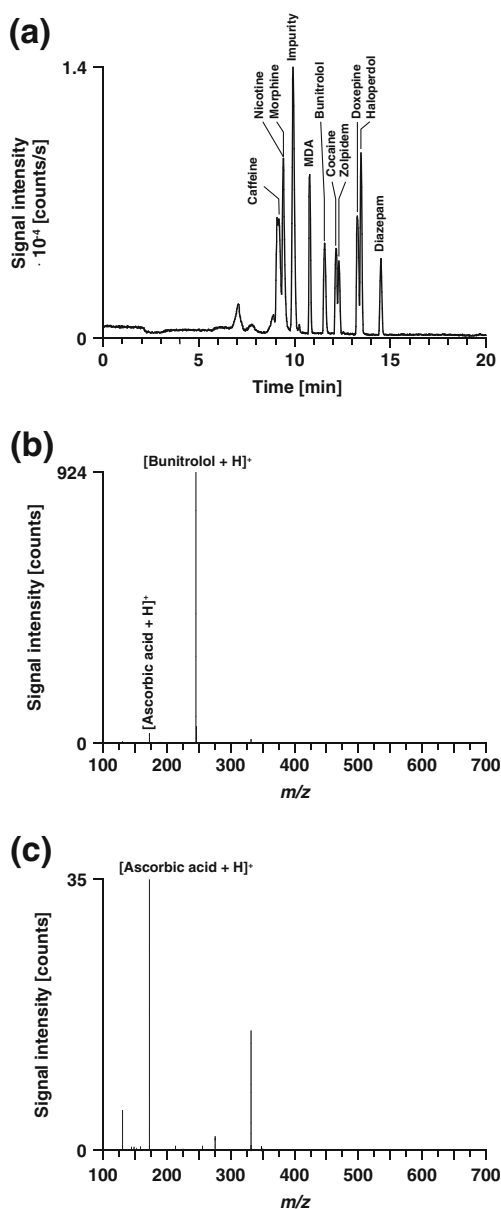 (a)
1.4
Signal intensity
· 10⁻⁴ [counts/s]
0
Caffeine
Nicotine
Morphine
Impurity
MDA
Bunitrolol
Cocaine
Zolpidem
Doxepine
Haloperdol
Diazepam
0 5 10 15 20
Time [min]
(b)
[Bunitrolol + H]⁺
924
Signal intensity [counts]
[Ascorbic acid + H]⁺
0
100 200 300 400 500 600 700
m/z
(c)
[Ascorbic acid + H]⁺
35
Signal intensity [counts]
0
100 200 300 400 500 600 700
m/z